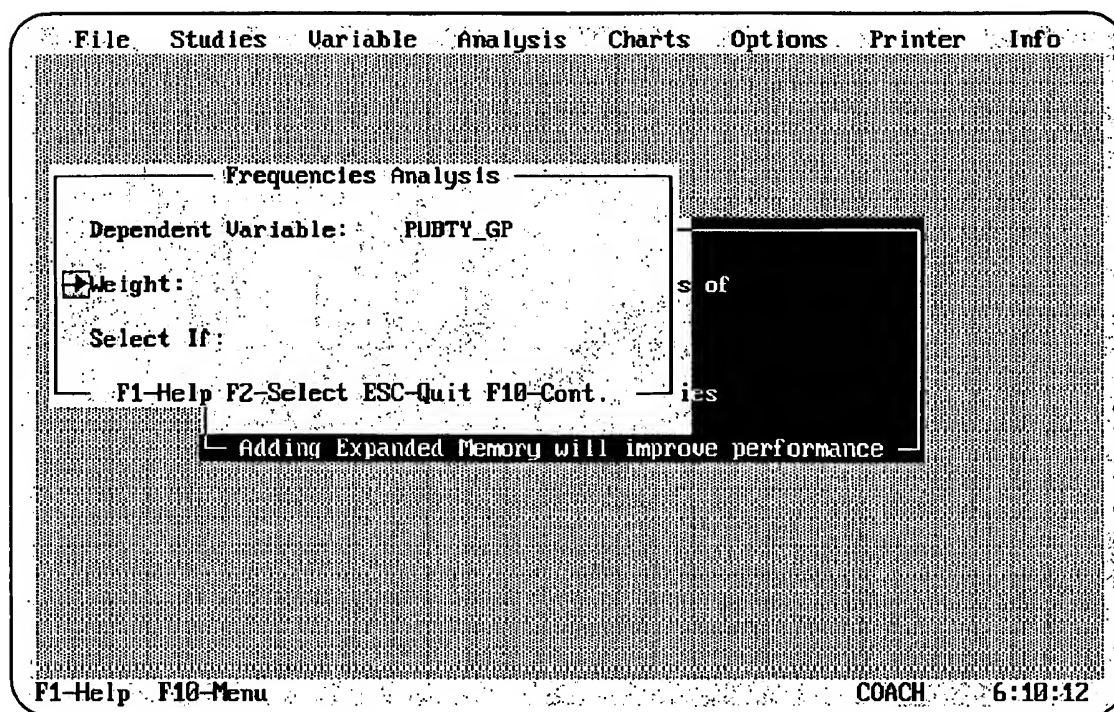 File Studies Variable Analysis Charts Options Printer Info
Frequencies Analysis
Dependent Variable: PUBTY_GP
Weight:
s of
Select If:
F1-Help F2-Select ESC-Quit F10-Cont.
ies
Adding Expanded Memory will improve performance
F1-Help F10-Menu COACH 6:10:12